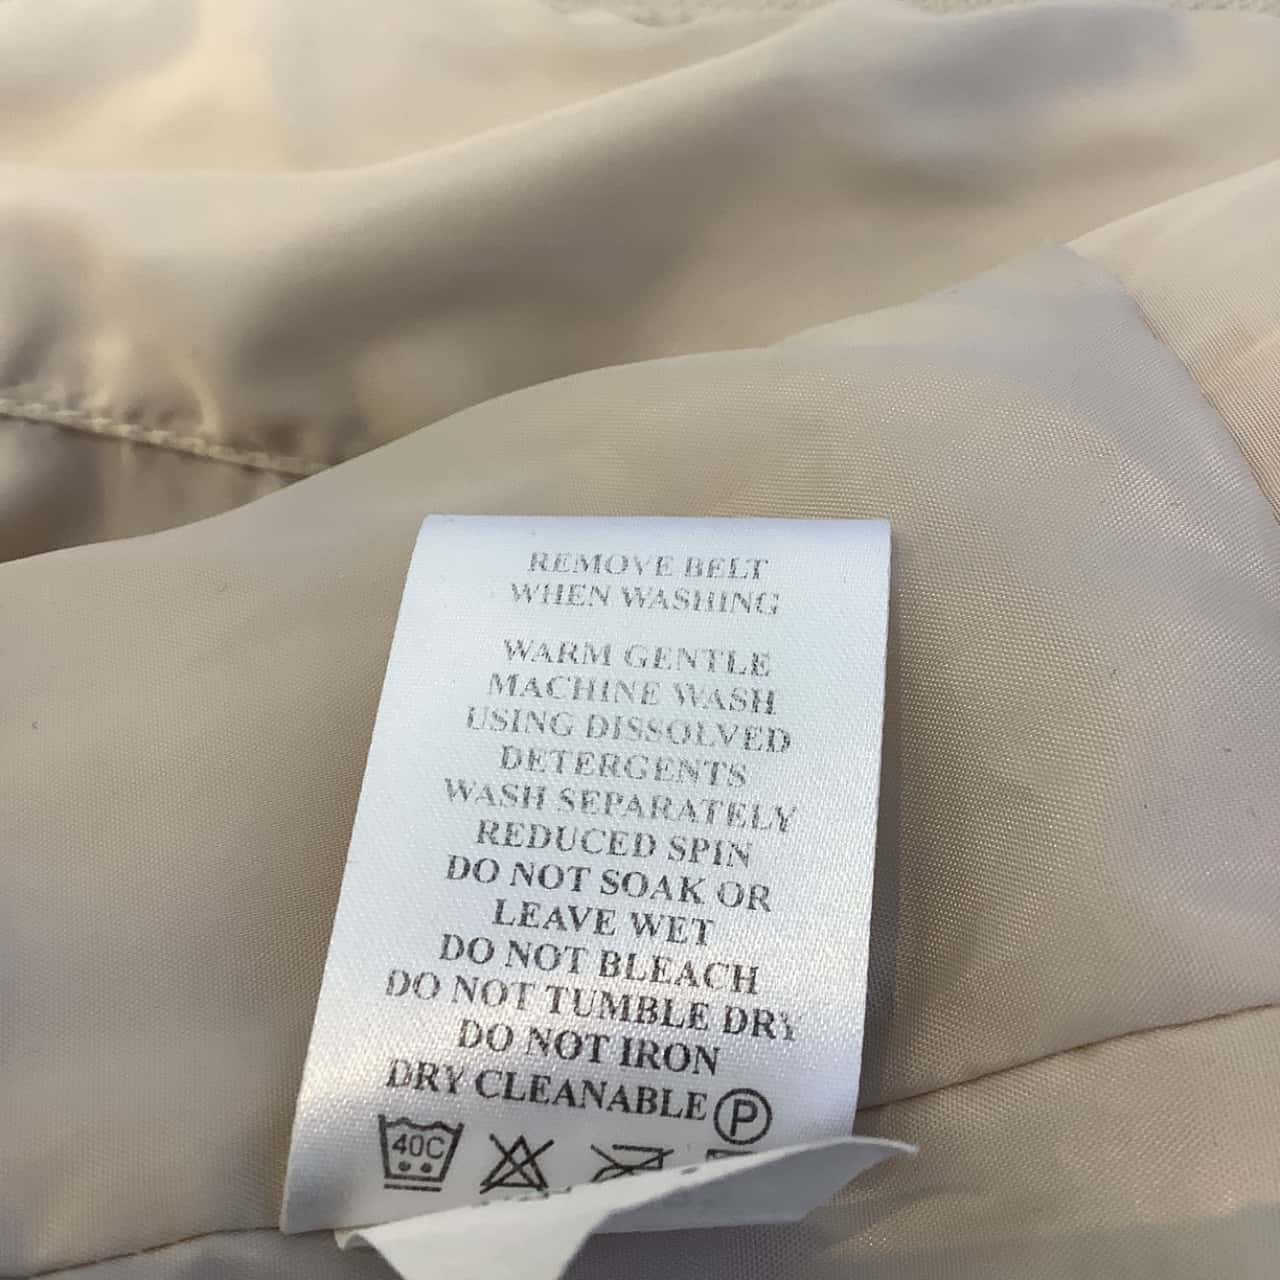 REMOVE BELT
WHEN WASHING
WARM GENTLE
MACHINE WASH
USING DISSOLVED
DETERGENTS
WASH SEPARATELY
REDUCED SPIN
DO NOT SOAK OR
LEAVE WET
DO NOT BLEACH
DO NOT TUMBLE DRY
DO NOT IRON
DRY CLEANABLE P
40C